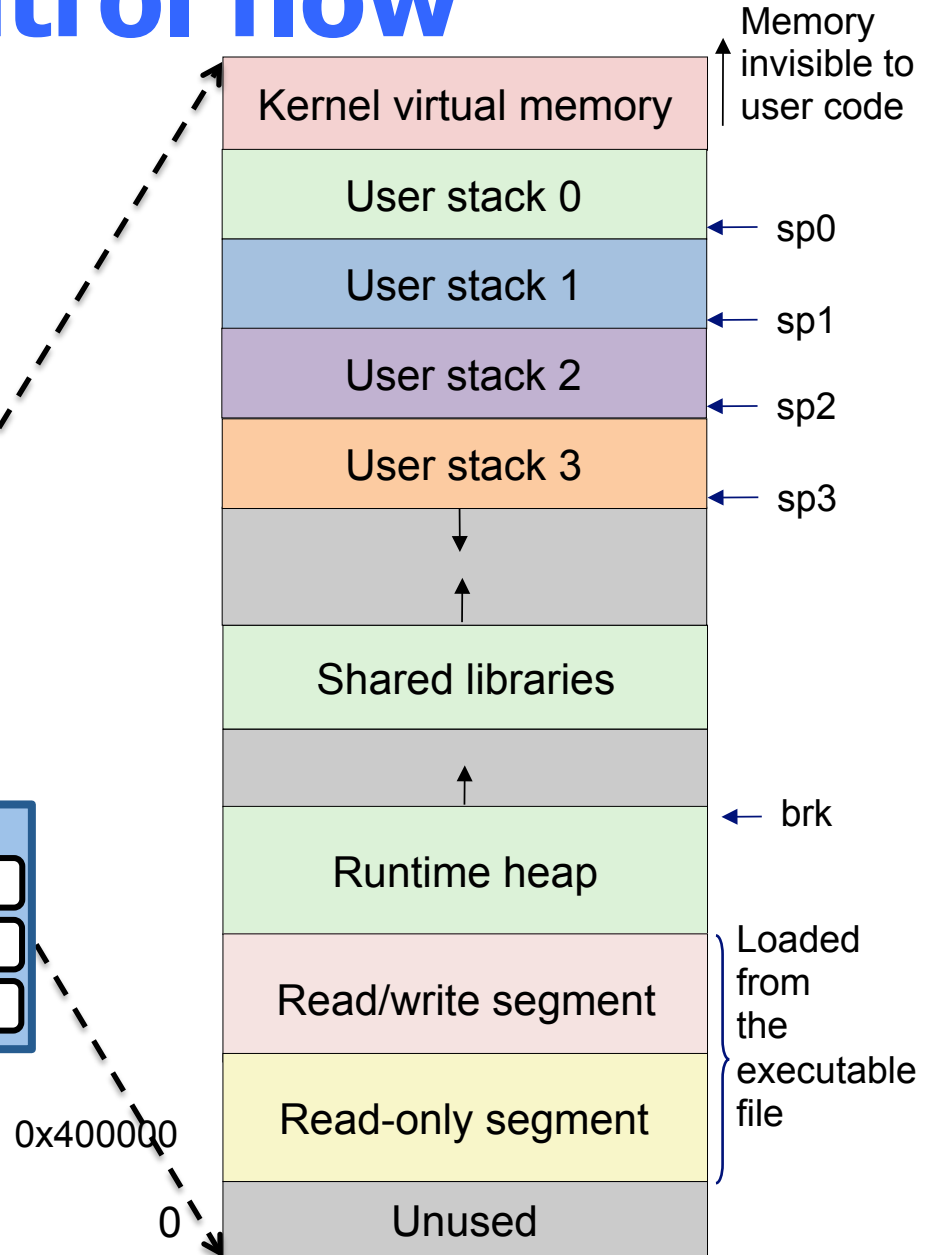 ntrol flow
Memory
invisible to
user code
Kernel virtual memory
User stack 0
sp0
User stack 1
sp1
User stack 2
sp2
User stack 3
sp3
Shared libraries
brk
Runtime heap
Loaded
from
the
executable
file
Read/write segment
Read-only segment
0x400000
0
Unused